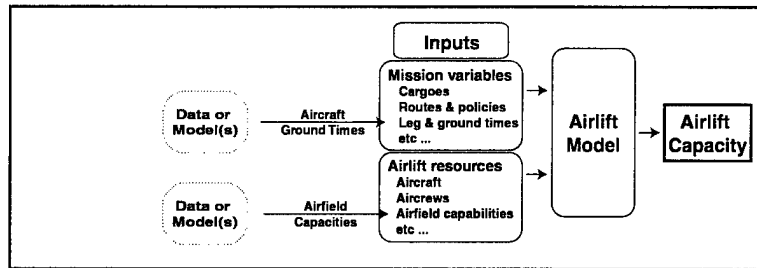 Inputs
Mission variables
Cargoes
Routes & policies
Leg & ground times
etc ...
Data or
Model(s)
Aircraft
Ground Times
Airlift resources
Aircraft
Aircrews
Airfield capabilities
etc ...
Data or
Model(s)
Airfield
Capacities
Airlift
Model
Airlift
Capacity